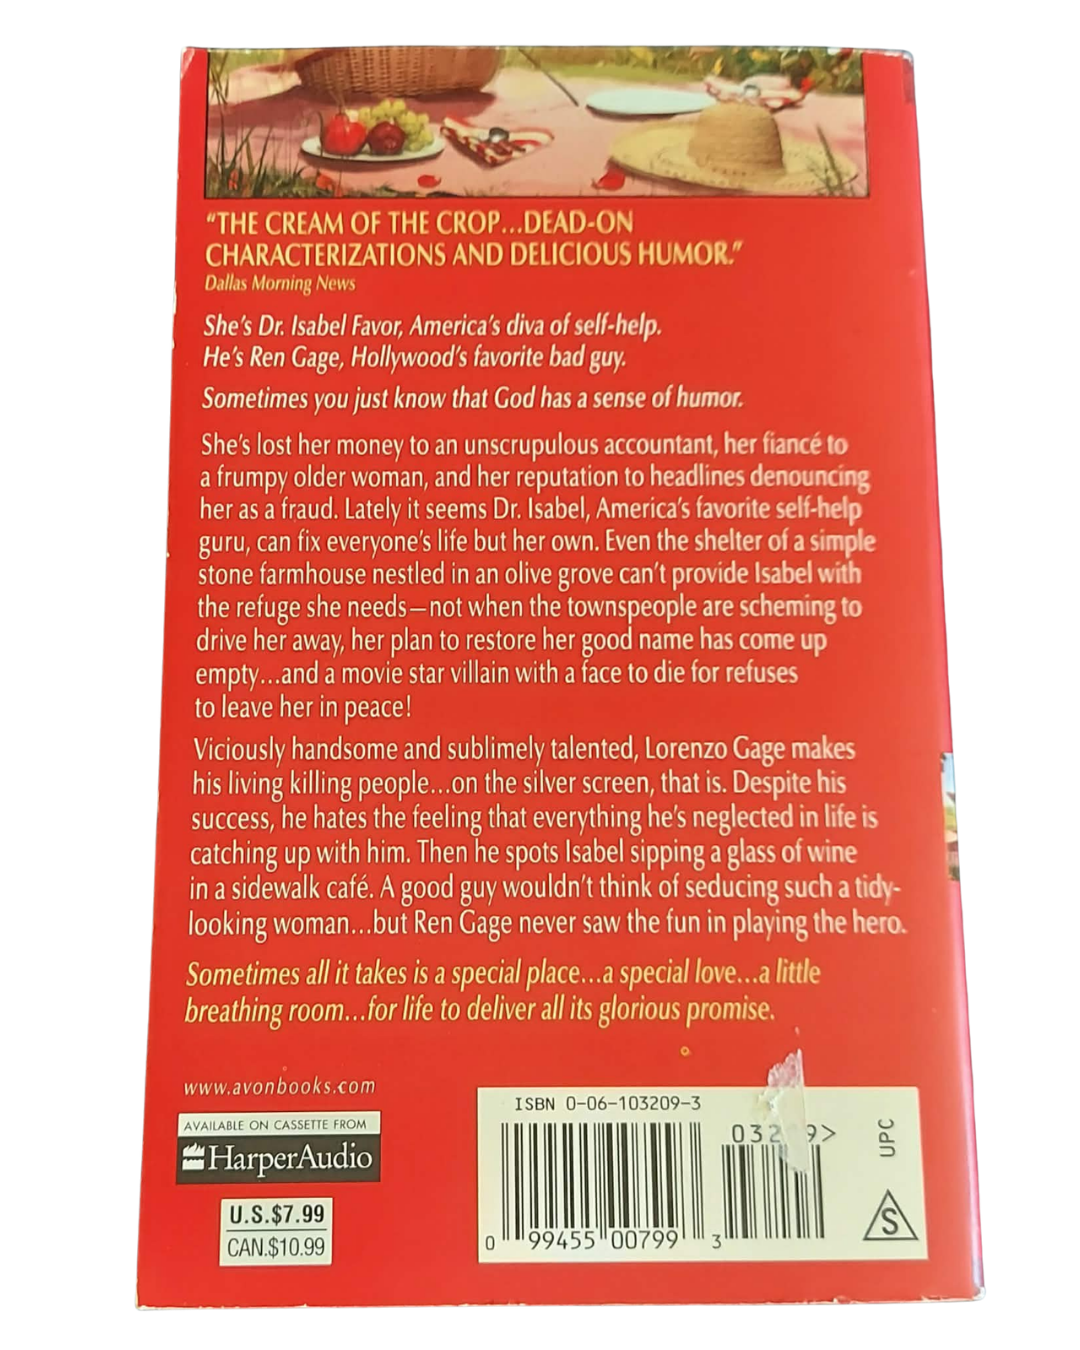 “THE CREAM OF THE CROP...DEAD-ON
CHARACTERIZATIONS AND DELICIOUS HUMOR.”
Dallas Morning News
She’s Dr. Isabel Favor, America’s diva of self-help.
He’s Ren Gage, Hollywood’s favorite bad guy.
Sometimes you just know that God has a sense of humor.
She’s lost her money to an unscrupulous accountant, her fiancé to
a frumpy older woman, and her reputation to headlines denouncing
her as a fraud. Lately it seems Dr. Isabel, America’s favorite self-help
guru, can fix everyone’s life but her own. Even the shelter of a simple
stone farmhouse nestled in an olive grove can’t provide Isabel with
the refuge she needs—not when the townspeople are scheming to
drive her away, her plan to restore her good name has come up
empty...and a movie star villain with a face to die for refuses
to leave her in peace!
Viciously handsome and sublimely talented, Lorenzo Gage makes
his living killing people...on the silver screen, that is. Despite his
success, he hates the feeling that everything he’s neglected in life is
catching up with him. Then he spots Isabel sipping a glass of wine
in a sidewalk café. A good guy wouldn’t think of seducing such a tidy-
looking woman...but Ren Gage never saw the fun in playing the hero.
Sometimes all it takes is a special place...a special love...a little
breathing room...for life to deliver all its glorious promise.
www.avonbooks.com
AVAILABLE ON CASSETTE FROM
HarperAudio
U.S.$7.99
CAN.$10.99
ISBN 0-06-103209-3
UPC
S
0 99455 00799 3